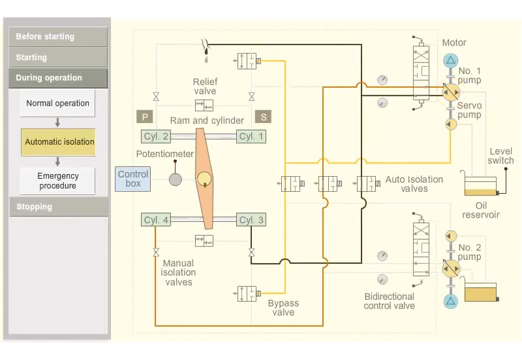 Before starting
Starting
During operation
Normal operation
Automatic isolation
Emergency
procedure
Stopping
Motor
No. 1
pump
Servo
pump
Level
switch
Oil
reservoir
Relief
valve
P
S
Ram and cylinder
Cyl. 2
Cyl. 1
Potentiometer
Control
box
Auto Isolation
valves
Cyl. 4
Cyl. 3
Manual
isolation
valves
Bypass
valve
Bidirectional
control valve
No. 2
pump